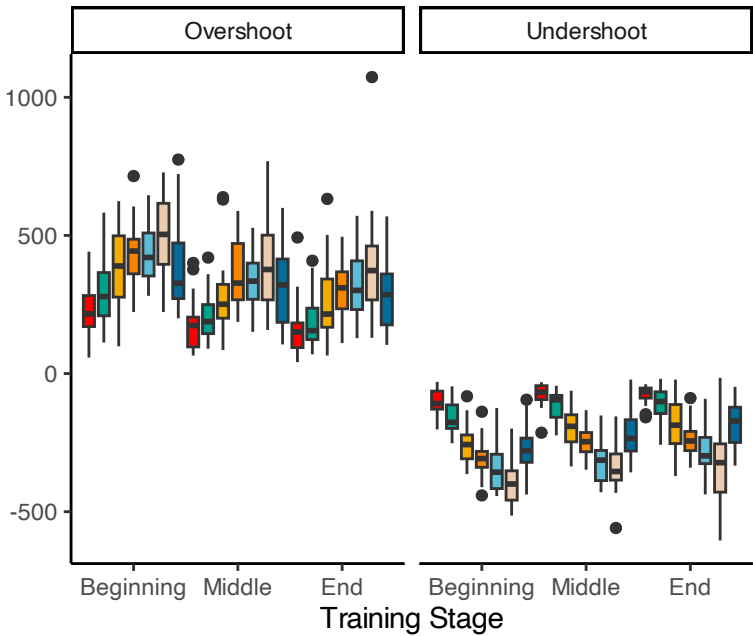 Overshoot Undershoot
1000
500
0
-500
Beginning Middle End Beginning Middle End
Training Stage